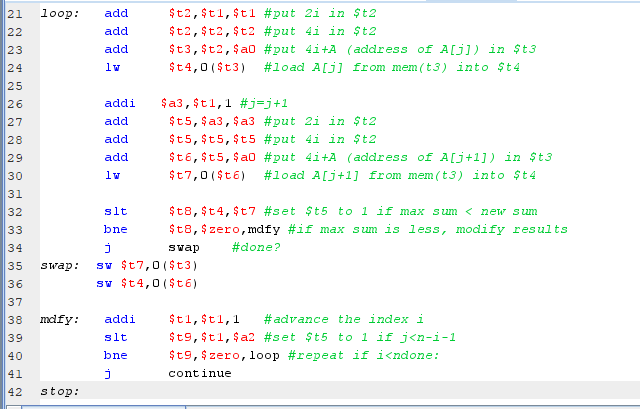 21 loop: add $t2,$t1,$t1 #put 2i in $t2
22 add $t2,$t2,$t2 #put 4i in $t2
23 add $t3,$t2,$a0 #put 4i+A (address of A[j]) in $t3
24 lw $t4,0($t3) #load A[j] from mem(t3) into $t4
25
26 addi $a3,$t1,1 #j=j+1
27 add $t5,$a3,$a3 #put 2i in $t2
28 add $t5,$t5,$t5 #put 4i in $t2
29 add $t6,$t5,$a0 #put 4i+A (address of A[j+1]) in $t3
30 lw $t7,0($t6) #load A[j+1] from mem(t3) into $t4
31
32 slt $t8,$t4,$t7 #set $t5 to 1 if max sum < new sum
33 bne $t8,$zero,mdfy #if max sum is less, modify results
34 j swap #done?
35 swap: sw $t7,0($t3)
36 sw $t4,0($t6)
37
38 mdfy: addi $t1,$t1,1 #advance the index i
39 slt $t9,$t1,$a2 #set $t5 to 1 if j<n-i-1
40 bne $t9,$zero,loop #repeat if i<ndone:
41 j continue
42 stop: